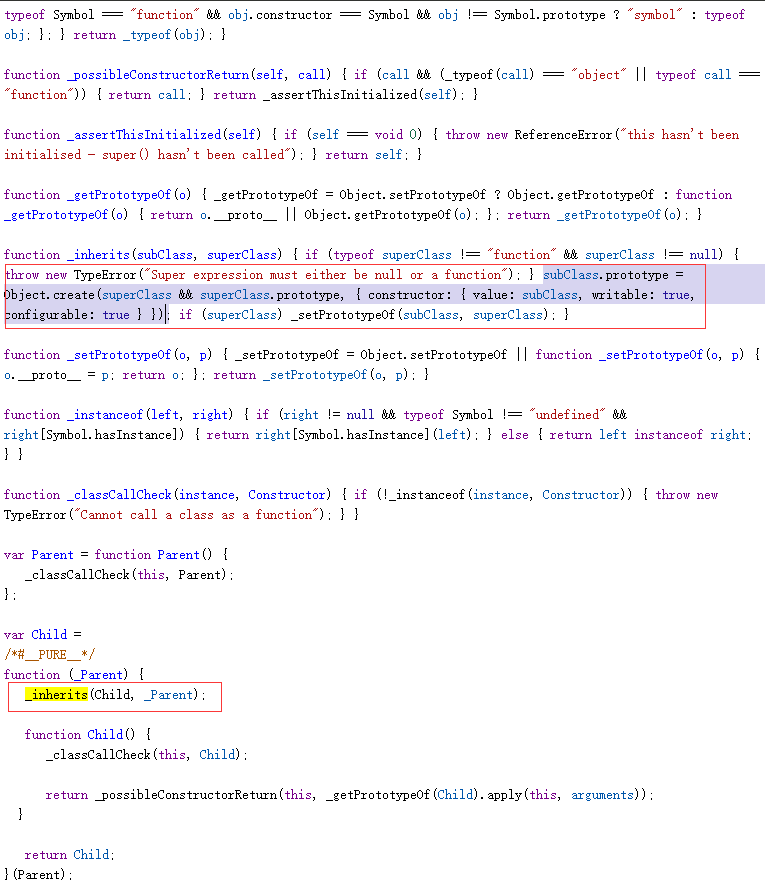 typeof Symbol === "function" && obj.constructor === Symbol && obj !== Symbol.prototype ? "symbol" : typeof
obj; }; } return _typeof(obj); }
function _possibleConstructorReturn(self, call) { if (call && (_typeof(call) === "object" || typeof call ===
"function")) { return call; } return _assertThisInitialized(self); }
function _assertThisInitialized(self) { if (self === void 0) { throw new ReferenceError("this hasn't been
initialised - super() hasn't been called"); } return self; }
function _getPrototypeOf(o) { _getPrototypeOf = Object.setPrototypeOf ? Object.getPrototypeOf : function
_getPrototypeOf(o) { return o.__proto__ || Object.getPrototypeOf(o); }; return _getPrototypeOf(o); }
function _inherits(subClass, superClass) { if (typeof superClass !== "function" && superClass !== null) {
throw new TypeError("Super expression must either be null or a function"); } subClass.prototype =
Object.create(superClass && superClass.prototype, { constructor: { value: subClass, writable: true,
configurable: true } }); if (superClass) _setPrototypeOf(subClass, superClass); }
function _setPrototypeOf(o, p) { _setPrototypeOf = Object.setPrototypeOf || function _setPrototypeOf(o, p) {
o.__proto__ = p; return o; }; return _setPrototypeOf(o, p); }
function _instanceof(left, right) { if (right != null && typeof Symbol !== "undefined" &&
right[Symbol.hasInstance]) { return right[Symbol.hasInstance](left); } else { return left instanceof right;
} }
function _classCallCheck(instance, Constructor) { if (!_instanceof(instance, Constructor)) { throw new
TypeError("Cannot call a class as a function"); } }
var Parent = function Parent() {
_classCallCheck(this, Parent);
};
var Child =
/*#__PURE__*/
function (_Parent) {
_inherits(Child, _Parent);
function Child() {
_classCallCheck(this, Child);
return _possibleConstructorReturn(this, _getPrototypeOf(Child).apply(this, arguments));
}
return Child;
}(Parent);